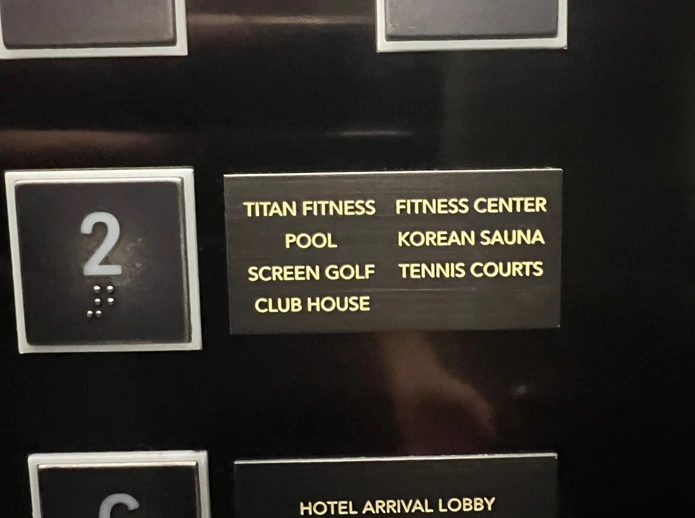 2
TITAN FITNESS FITNESS CENTER
POOL KOREAN SAUNA
SCREEN GOLF TENNIS COURTS
CLUB HOUSE
HOTEL ARRIVAL LOBBY